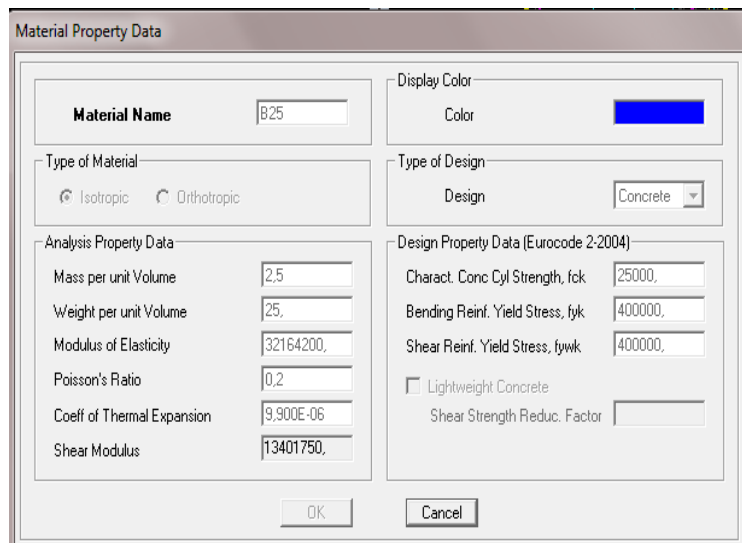 Material Property Data
Material Name B25
Display Color
Color
Type of Material
Isotropic Orthotropic
Type of Design
Design Concrete
Analysis Property Data
Mass per unit Volume 2,5
Weight per unit Volume 25,
Modulus of Elasticity 32164200,
Poisson's Ratio 0,2
Coeff of Thermal Expansion 9,900E-06
Shear Modulus 13401750,
Design Property Data (Eurocode 2-2004)
Charact. Conc Cyl Strength, fck 25000,
Bending Reinf. Yield Stress, fyk 400000,
Shear Reinf. Yield Stress, fywk 400000,
Lightweight Concrete
Shear Strength Reduc. Factor
OK Cancel